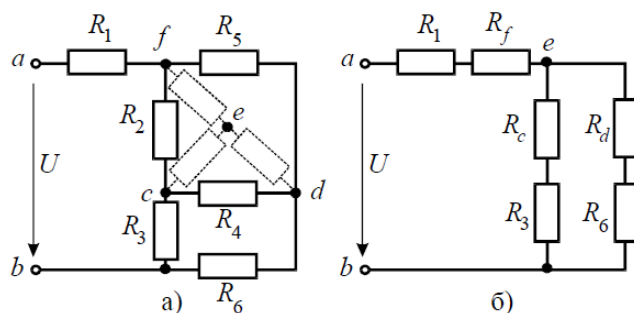 R1 f R5
a
R2 e
U
c d
R3 R4
b
R6
а)
R1 Rf e
a
Rc Rd
U
R3 R6
b
б)